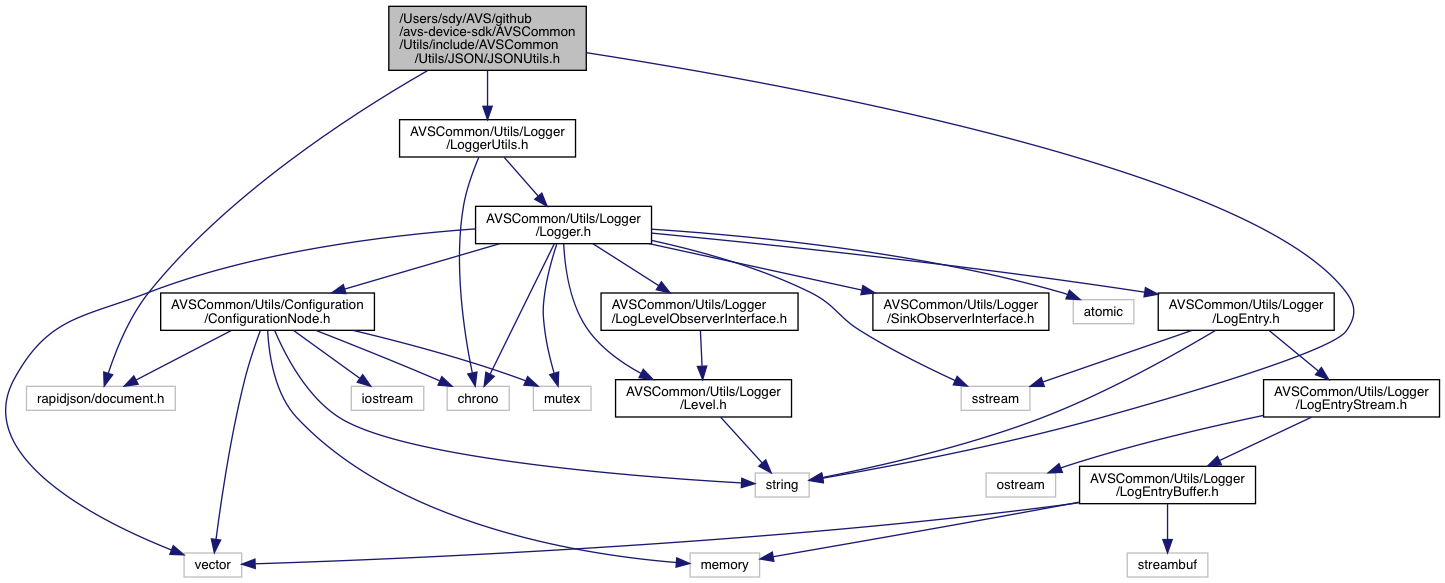 /Users/sdy/AVS/github
/avs-device-sdk/AVSCommon
/Utils/include/AVSCommon
/Utils/JSON/JSONUtils.h
AVSCommon/Utils/Logger
/LoggerUtils.h
AVSCommon/Utils/Logger
/Logger.h
AVSCommon/Utils/Configuration
/ConfigurationNode.h
AVSCommon/Utils/Logger
/LogLevelObserverInterface.h
AVSCommon/Utils/Logger
/SinkObserverInterface.h
atomic
AVSCommon/Utils/Logger
/LogEntry.h
rapidjson/document.h
iostream
chrono
mutex
AVSCommon/Utils/Logger
/Level.h
sstream
AVSCommon/Utils/Logger
/LogEntryStream.h
string
ostream
AVSCommon/Utils/Logger
/LogEntryBuffer.h
vector
memory
streambuf